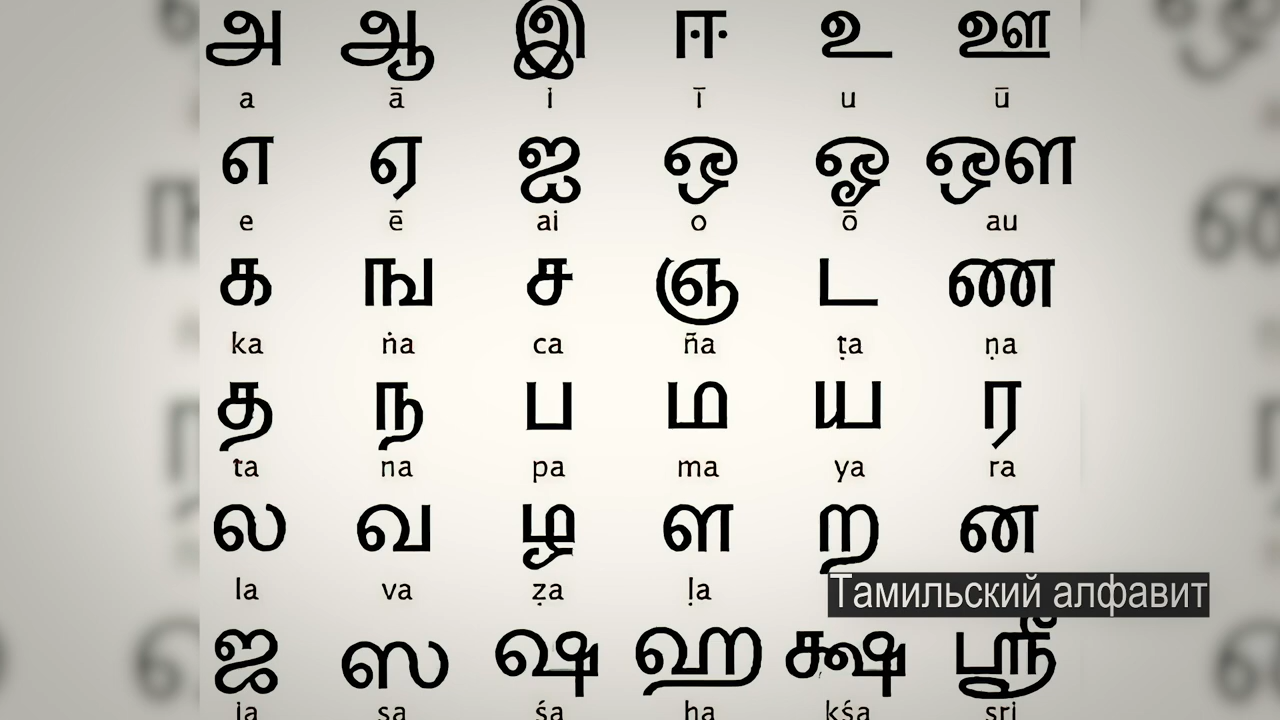 அ ஆ இ ஈ உ ஊ
a ā i ī u ū
எ ஏ ஐ ஒ ஓ ஔ
e ē ai o ō au
க ங ச ஞ ட ண
ka ṅa ca ña ṭa ṇa
த ந ப ம ய ர
ta na pa ma ya ra
ல வ ழ ள ற ன
la va ẓa ḷa
Тамильский алфавит
ஜ ஸ ஷ ஹ க்ஷ ஸ்ரீ
ja sa śa ha kśa sri